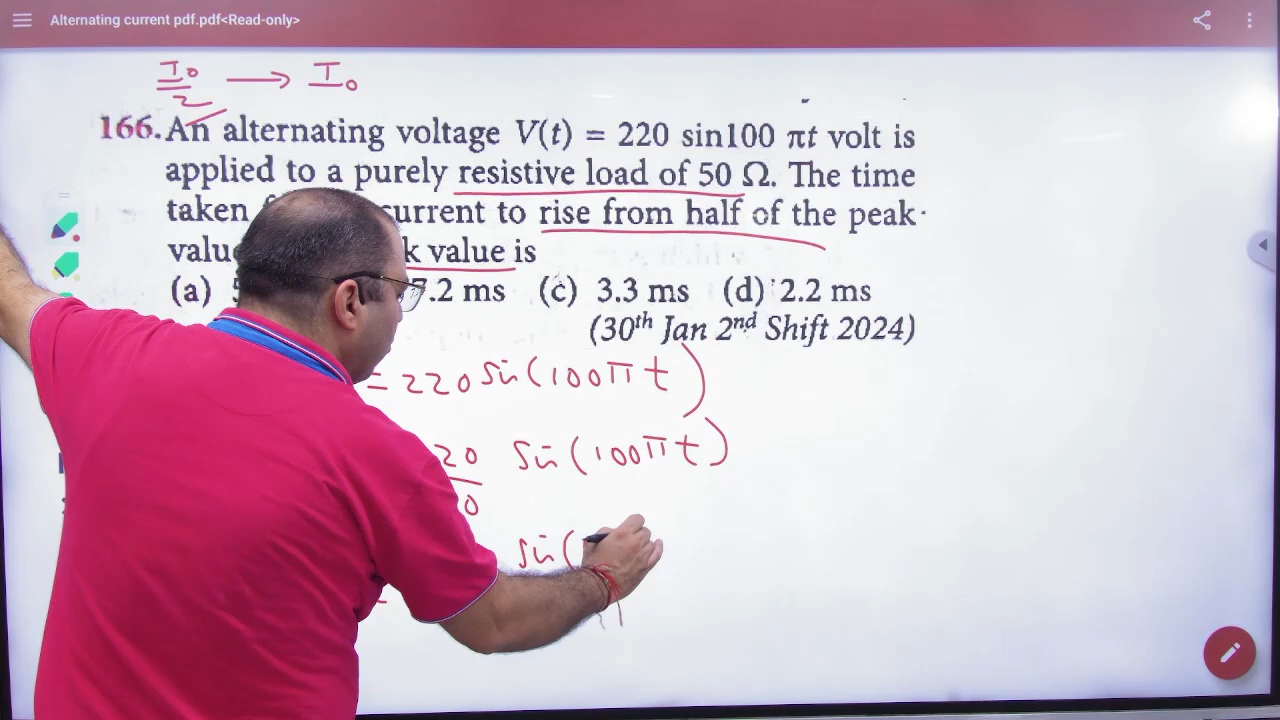 Alternating current pdf.pdf<Read-only>
I₀/2 → I₀
166. An alternating voltage V(t) = 220 sin100 πt volt is
applied to a purely resistive load of 50 Ω. The time
taken current to rise from half of the peak
value value is
(a) 7.2 ms (c) 3.3 ms (d) 2.2 ms
(30th Jan 2nd Shift 2024)
= 220 sin(100πt)
20 sin(100πt)
0
sin(